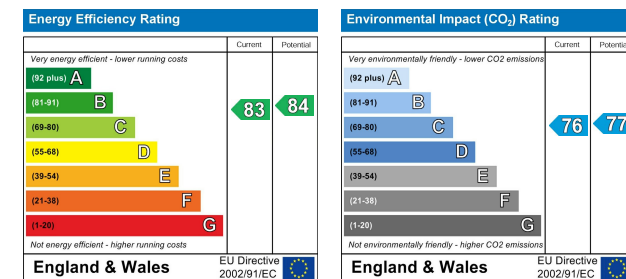 Energy Efficiency Rating
Current Potential
Very energy efficient - lower running costs
(92 plus) A
(81-91) B
(69-80) C
(55-68) D
(39-54) E
(21-38) F
(1-20) G
83 84
Not energy efficient - higher running costs
England & Wales
EU Directive
2002/91/EC
Environmental Impact (CO₂) Rating
Current Potential
Very environmentally friendly - lower CO2 emissions
(92 plus) A
(81-91) B
(69-80) C
(55-68) D
(39-54) E
(21-38) F
(1-20) G
76 77
Not environmentally friendly - higher CO2 emissions
England & Wales
EU Directive
2002/91/EC